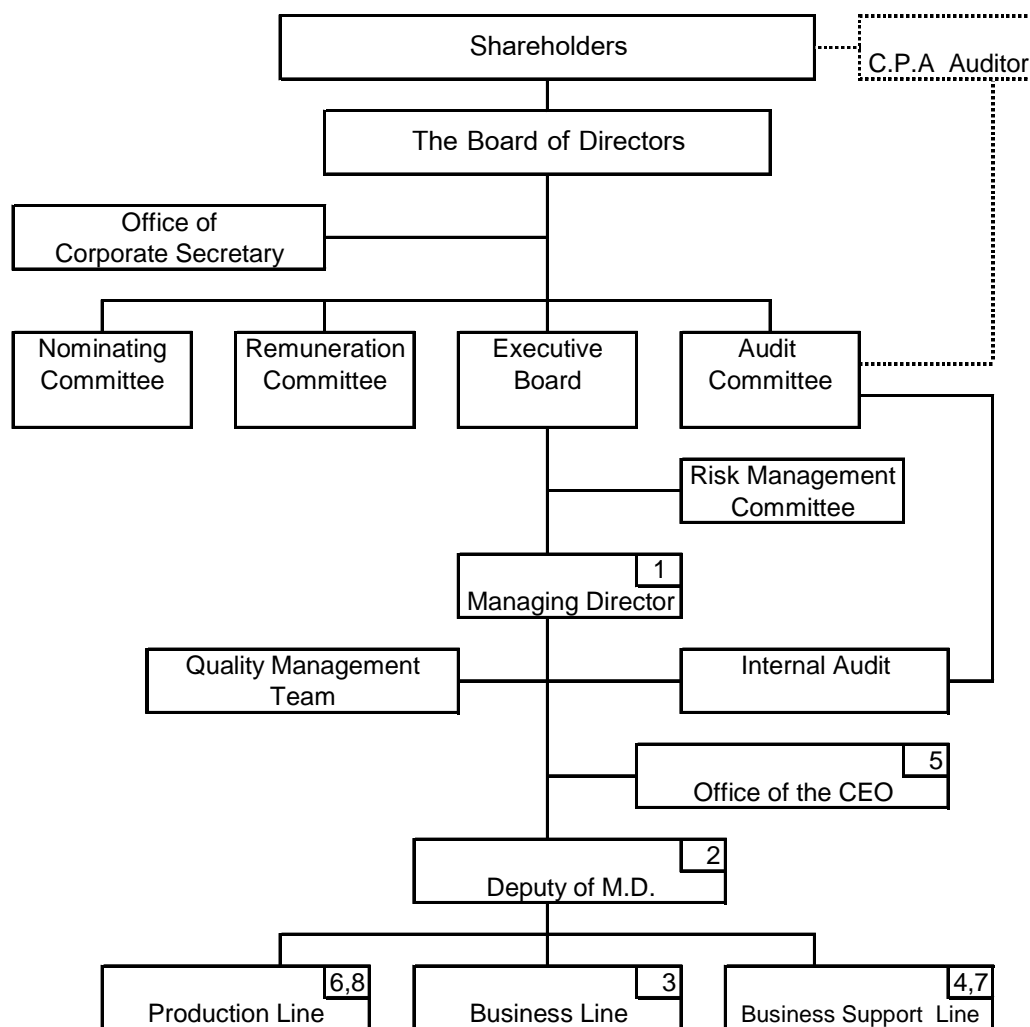 Shareholders
C.P.A Auditor
The Board of Directors
Office of
Corporate Secretary
Nominating
Committee
Remuneration
Committee
Executive
Board
Audit
Committee
Risk Management
Committee
1
Managing Director
Quality Management
Team
Internal Audit
5
Office of the CEO
2
Deputy of M.D.
6,8
Production Line
3
Business Line
4,7
Business Support Line